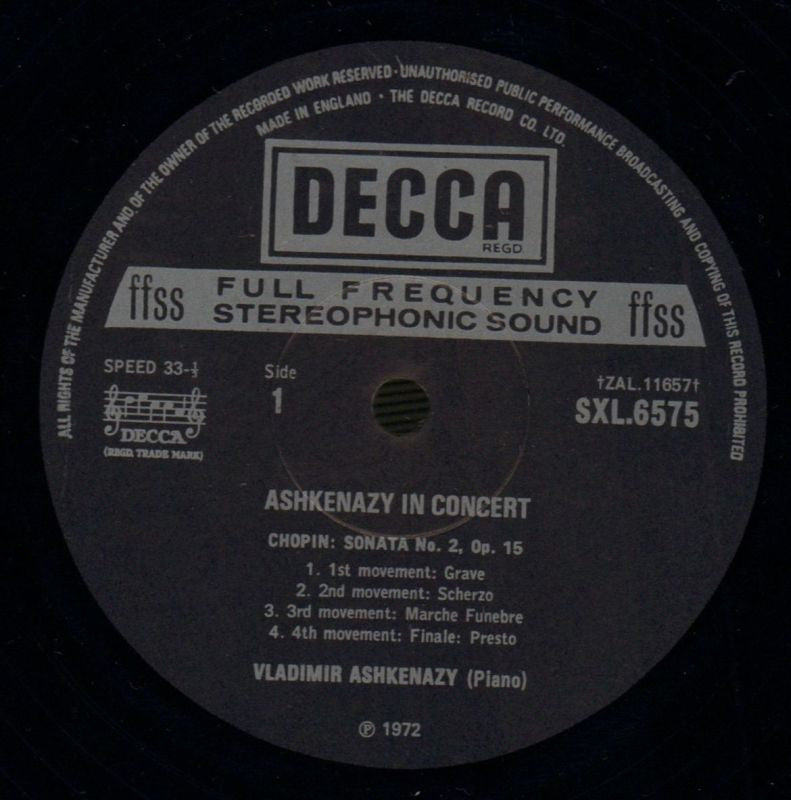 ALL RIGHTS OF THE MANUFACTURER AND OF THE OWNER OF THE RECORDED WORK RESERVED · UNAUTHORISED PUBLIC PERFORMANCE BROADCASTING AND COPYING OF THIS RECORD PROHIBITED
MADE IN ENGLAND · THE DECCA RECORD CO. LTD.
DECCA
REGD.
ffss FULL FREQUENCY STEREOPHONIC SOUND ffss
SPEED 33-⅓
Side
1
†ZAL.11657†
SXL.6575
DECCA
(REGD. TRADE MARK)
ASHKENAZY IN CONCERT
CHOPIN: SONATA No. 2, Op. 15
1. 1st movement: Grave
2. 2nd movement: Scherzo
3. 3rd movement: Marche Funebre
4. 4th movement: Finale: Presto
VLADIMIR ASHKENAZY (Piano)
℗ 1972